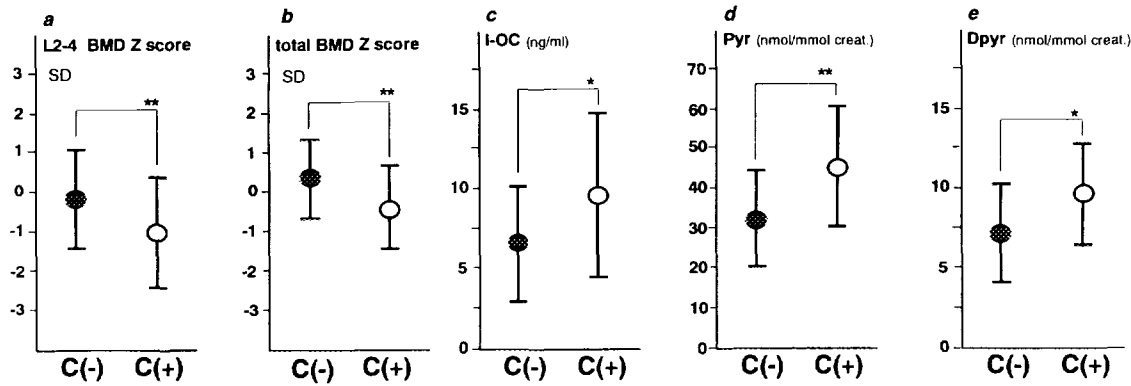 a
L2-4 BMD Z score
SD
3
2
1
0
-1
-2
-3
**
C(-) C(+)
b
total BMD Z score
SD
3
2
1
0
-1
-2
-3
**
C(-) C(+)
c
I-OC (ng/ml)
15
10
5
0
*
C(-) C(+)
d
Pyr (nmol/mmol creat.)
70
60
50
40
30
20
10
0
**
C(-) C(+)
e
Dpyr (nmol/mmol creat.)
15
10
5
0
*
C(-) C(+)